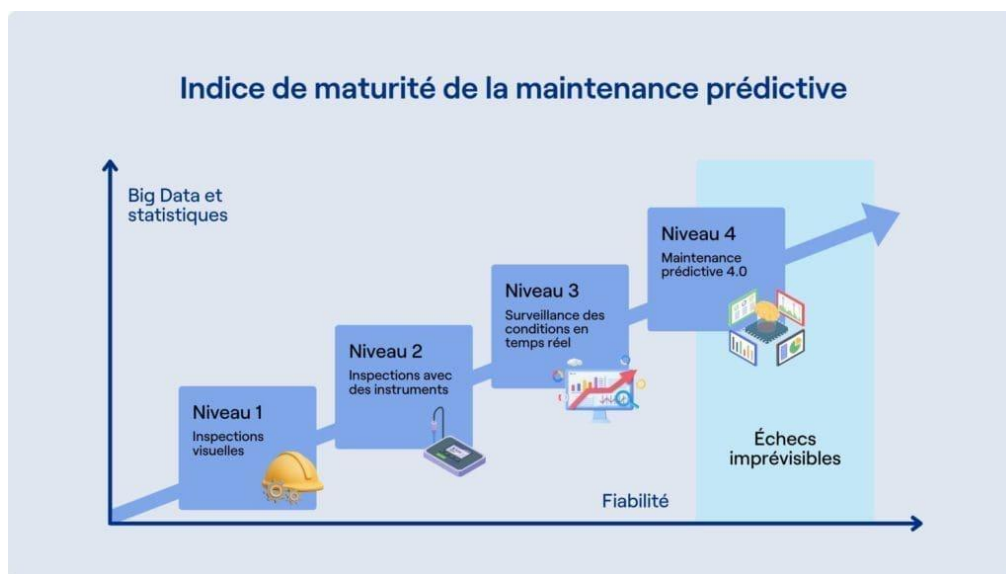 Indice de maturité de la maintenance prédictive
Big Data et
statistiques
Niveau 1
Inspections
visuelles
Niveau 2
Inspections avec
des instruments
Niveau 3
Surveillance des
conditions en
temps réel
Niveau 4
Maintenance
prédictive 4.0
Échecs
imprévisibles
Fiabilité